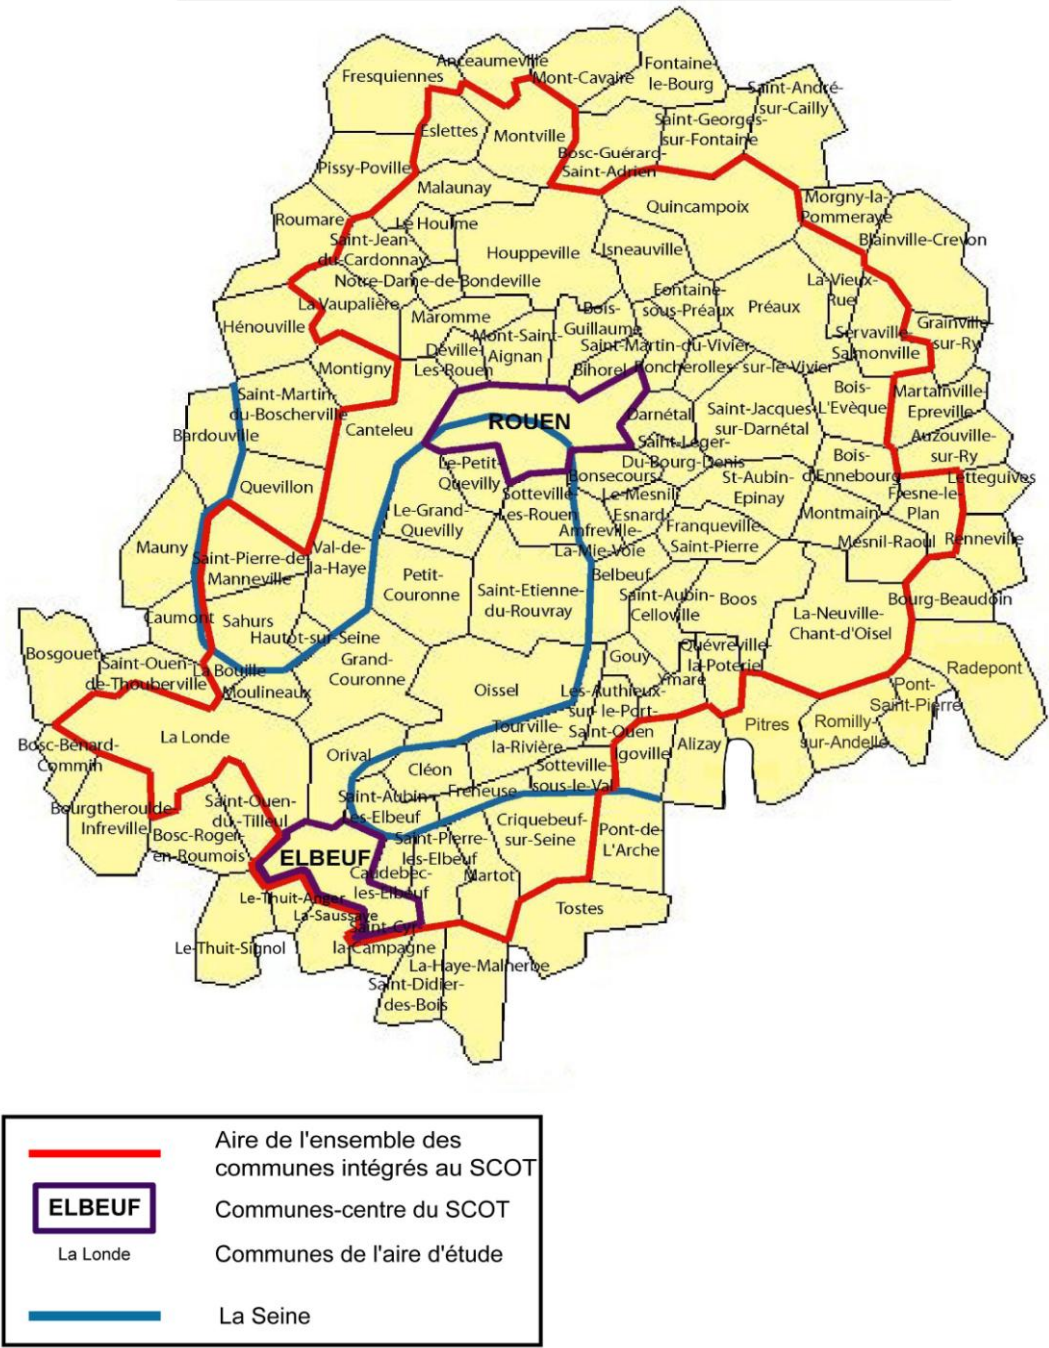 Fresquiennes
Anceaumeville
Mont-Cavaire
Fontaine-
le-Bourg
Saint-André-
sur-Cailly
Eslettes
Montville
Saint-Georges-
sur-Fontaine
Bosc-Guérard-
Saint-Adrien
Pissy-Poville
Malaunay
Quincampoix
Morgny-la-
Pommeraye
Roumare
Le Houlme
Blainville-Crevon
Saint-Jean-
du-Cardonnay
Houppeville
Isneauville
Notre-Dame-de-Bondeville
La-Vieux-
Rue
Fontaine-
sous-Préaux
Préaux
La Vaupalière
Hénouville
Maromme
Bois-
Guillaume
Grainville-
sur-Ry
Servaville-
Salmonville
Mont-Saint-
Aignan
Saint-Martin-du-Vivier
Déville-
Les-Rouen
Montigny
Bihorel
Roncherolles-sur-le-Vivier
Saint-Martin-
du-Boscherville
Bois-
L'Evèque
Martainville-
Epreville-
Darnétal
Saint-Jacques-
sur-Darnétal
ROUEN
Canteleu
Bardouville
Auzouville-
sur-Ry
Saint-Leger-
Du-Bourg-Denis
Le-Petit-
Quevilly
Bois-
d'Ennebourg
Bonsecours
St-Aubin-
Epinay
Letteguives
Quevillon
Sotteville-
Les-Rouen
Le-Mesnil-
Esnard
Fresne-le-
Plan
Le-Grand-
Quevilly
Montmain
Amfreville-
La-Mie-Voie
Franqueville-
Saint-Pierre
Mesnil-Raoul
Renneville
Mauny
Saint-Pierre-de-
Manneville
Val-de-
la-Haye
Petit-
Couronne
Belbeuf
Saint-Etienne-
du-Rouvray
Saint-Aubin-
Celloville
Boos
Bourg-Beaudoin
La-Neuville-
Chant-d'Oisel
Caumont
Sahurs
Hautot-sur-Seine
Bosgouet
Saint-Ouen-
de-Thouberville
La Bouille
Grand-
Couronne
Gouy
Quévreville-
la-Poterie
Ymare
Radepont
Moulineaux
Oissel
Les-Authieux-
sur-le-Port-
Saint-Ouen
Pont-
Saint-Pierre
Pitres
Romilly-
sur-Andelle
Tourville-
la-Rivière
La Londe
Bosc-Bénard-
Commin
Alizay
Igoville
Orival
Cléon
Sotteville-
sous-le-Val
Freneuse
Saint-Aubin-
Les-Elbeuf
Bourgtheroulde-
Infreville
Saint-Ouen-
du-Tilleul
Criquebeuf-
sur-Seine
Pont-de-
L'Arche
Bosc-Roger-
en-Roumois
Saint-Pierre-
les-Elbeuf
ELBEUF
Caudebec-
les-Elbeuf
Martot
Le-Thuit-Anger
La-Saussaye
Tostes
Saint-Cyr-
la-Campagne
Le-Thuit-Signol
La-Haye-Malherbe
Saint-Didier-
des-Bois
Aire de l'ensemble des
communes intégrés au SCOT
ELBEUF
Communes-centre du SCOT
La Londe
Communes de l'aire d'étude
La Seine